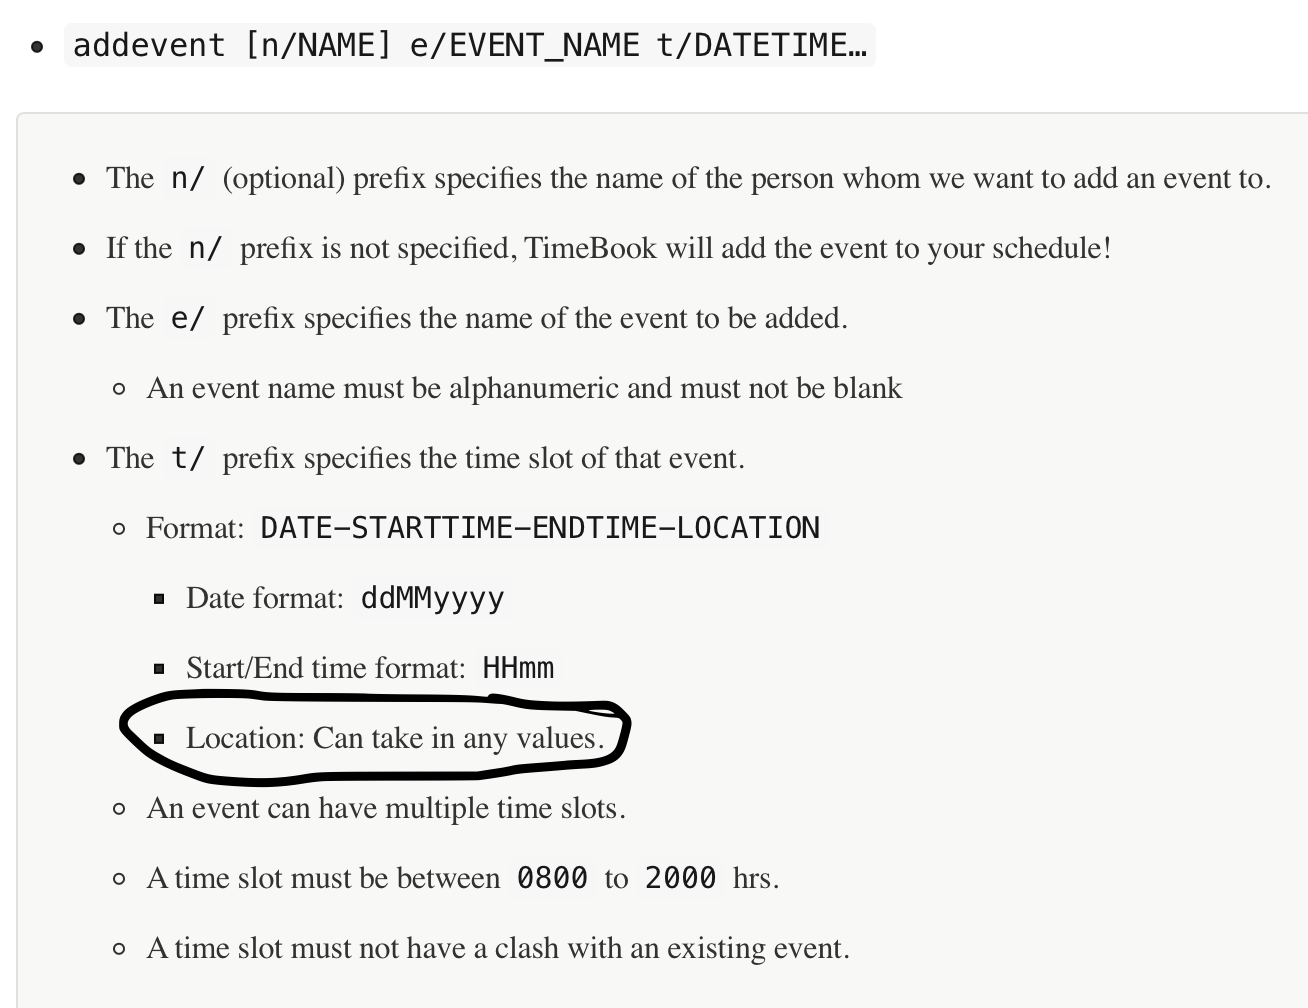 addevent [n/NAME] e/EVENT_NAME t/DATETIME…
The n/ (optional) prefix specifies the name of the person whom we want to add an event to.
If the n/ prefix is not specified, TimeBook will add the event to your schedule!
The e/ prefix specifies the name of the event to be added.
An event name must be alphanumeric and must not be blank
The t/ prefix specifies the time slot of that event.
Format: DATE-STARTTIME-ENDTIME-LOCATION
Date format: ddMMyyyy
Start/End time format: HHmm
Location: Can take in any values.
An event can have multiple time slots.
A time slot must be between 0800 to 2000 hrs.
A time slot must not have a clash with an existing event.